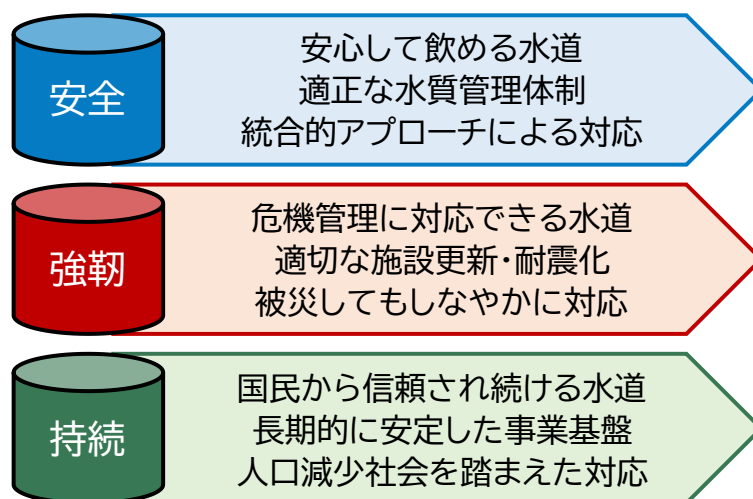 安全
安心して飲める水道
適正な水質管理体制
統合的アプローチによる対応
強靭
危機管理に対応できる水道
適切な施設更新・耐震化
被災してもしなやかに対応
持続
国民から信頼され続ける水道
長期的に安定した事業基盤
人口減少社会を踏まえた対応